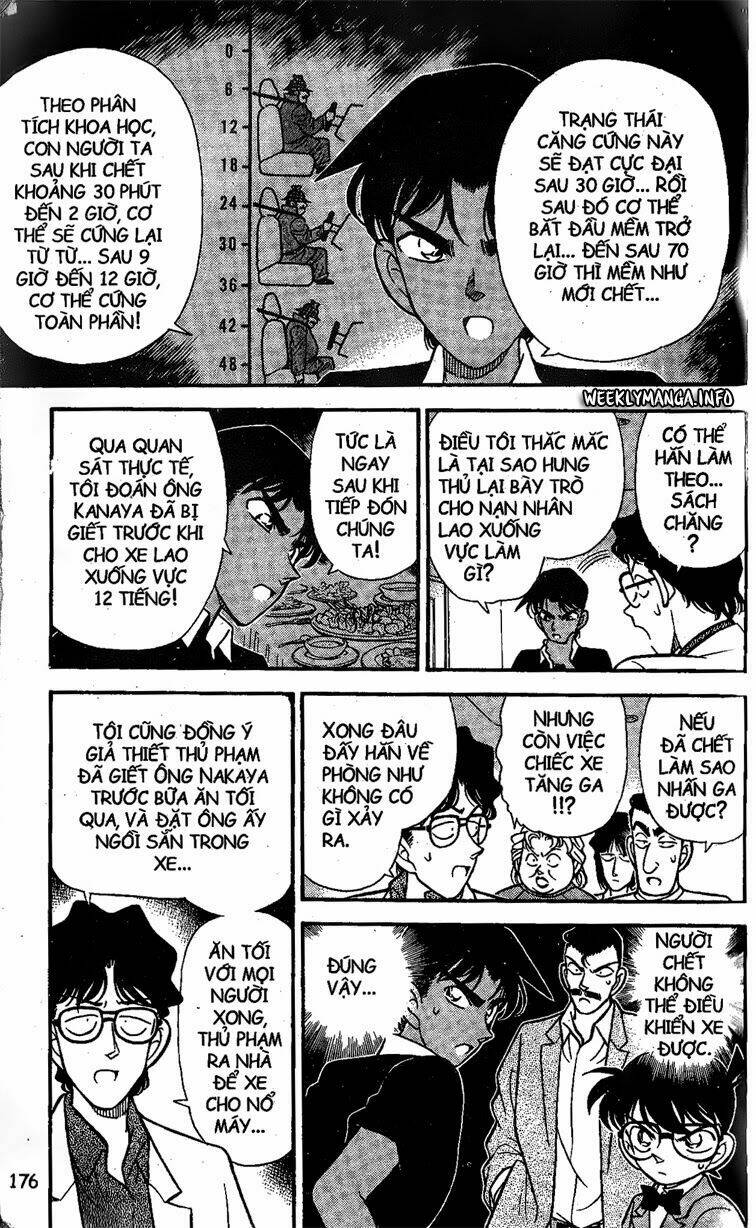 THEO PHÂN
TÍCH KHOA HỌC,
CON NGƯỜI TA
SAU KHI CHẾT
KHOẢNG 30 PHÚT
ĐẾN 2 GIỜ, CƠ
THỂ SẼ CỨNG LẠI
TỪ TỪ... SAU 9
GIỜ ĐẾN 12 GIỜ,
CƠ THỂ CỨNG
TOÀN PHẦN!
0
6
12
18
24
30
36
42
48
TRẠNG THÁI
CĂNG CỨNG NÀY
SẼ ĐẠT CỰC ĐẠI
SAU 30 GIỜ... RỒI
SAU ĐÓ CƠ THỂ
BẮT ĐẦU MỀM TRỞ
LẠI... ĐẾN SAU 70
GIỜ THÌ MỀM NHƯ
MỚI CHẾT...
WEEKLYMANGA.INFO
QUA QUAN
SÁT THỰC TẾ,
TÔI ĐOÁN ÔNG
KANAYA ĐÃ BỊ
GIẾT TRƯỚC KHI
CHO XE LAO
XUỐNG VỰC
12 TIẾNG!
TỨC LÀ
NGAY
SAU KHI
TIẾP ĐÓN
CHÚNG
TA!
ĐIỀU TÔI THẮC MẮC
LÀ TẠI SAO HUNG
THỦ LẠI BÀY TRÒ
CHO NẠN NHÂN
LAO XUỐNG
VỰC LÀM
GÌ?
CÓ THỂ
HẮN LÀM
THEO...
SÁCH
CHĂNG
?
TÔI CŨNG ĐỒNG Ý
GIẢ THIẾT THỦ PHẠM
ĐÃ GIẾT ÔNG NAKAYA
TRƯỚC BỮA ĂN TỐI
QUA, VÀ ĐẶT ÔNG ẤY
NGỒI SẴN TRONG
XE...
ĂN TỐI
VỚI MỌI
NGƯỜI
XONG,
THỦ PHẠM
RA NHÀ
ĐỂ XE
CHO NỔ
MÁY...
XONG ĐÂU
ĐẤY HẮN VỀ
PHÒNG NHƯ
KHÔNG CÓ
GÌ XẢY
RA.
NHƯNG
CÒN VIỆC
CHIẾC XE
TĂNG GA
!!?
NẾU
ĐÃ CHẾT
LÀM SAO
NHẤN GA
ĐƯỢC?
ĐÚNG
VẬY...
NGƯỜI
CHẾT
KHÔNG
THỂ ĐIỀU
KHIỂN XE
ĐƯỢC.
176